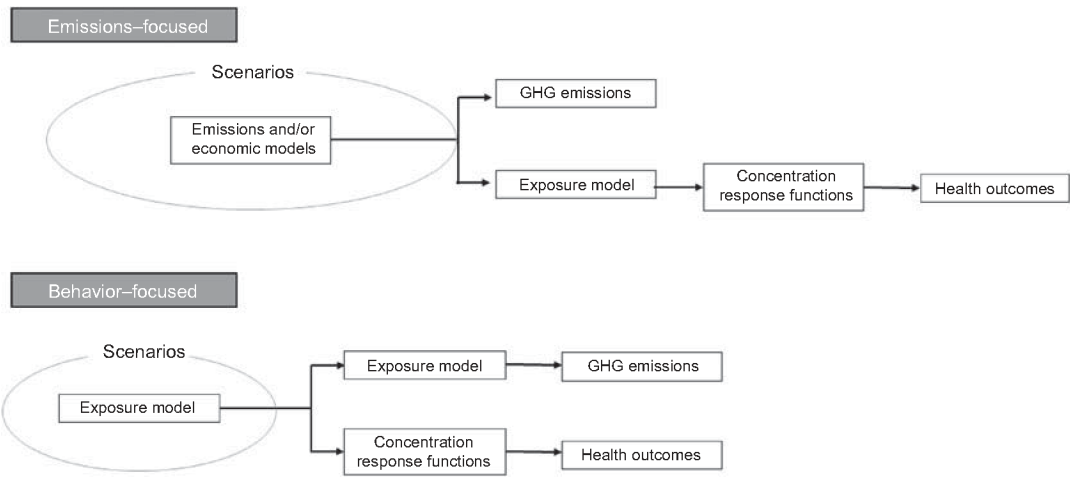 Emissions–focused
Scenarios
GHG emissions
Emissions and/or
economic models
Exposure model
Concentration
response functions
Health outcomes
Behavior–focused
Scenarios
Exposure model
Exposure model
GHG emissions
Concentration
response functions
Health outcomes